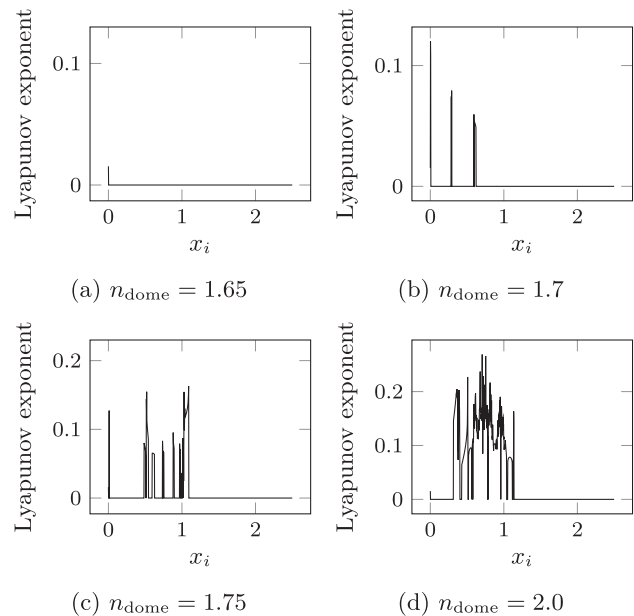 Lyapunov exponent
0.1
0
0 1 2
x_i
(a) n_dome = 1.65
Lyapunov exponent
0.1
0
0 1 2
x_i
(b) n_dome = 1.7
Lyapunov exponent
0.2
0.1
0
0 1 2
x_i
(c) n_dome = 1.75
Lyapunov exponent
0.2
0.1
0
0 1 2
x_i
(d) n_dome = 2.0